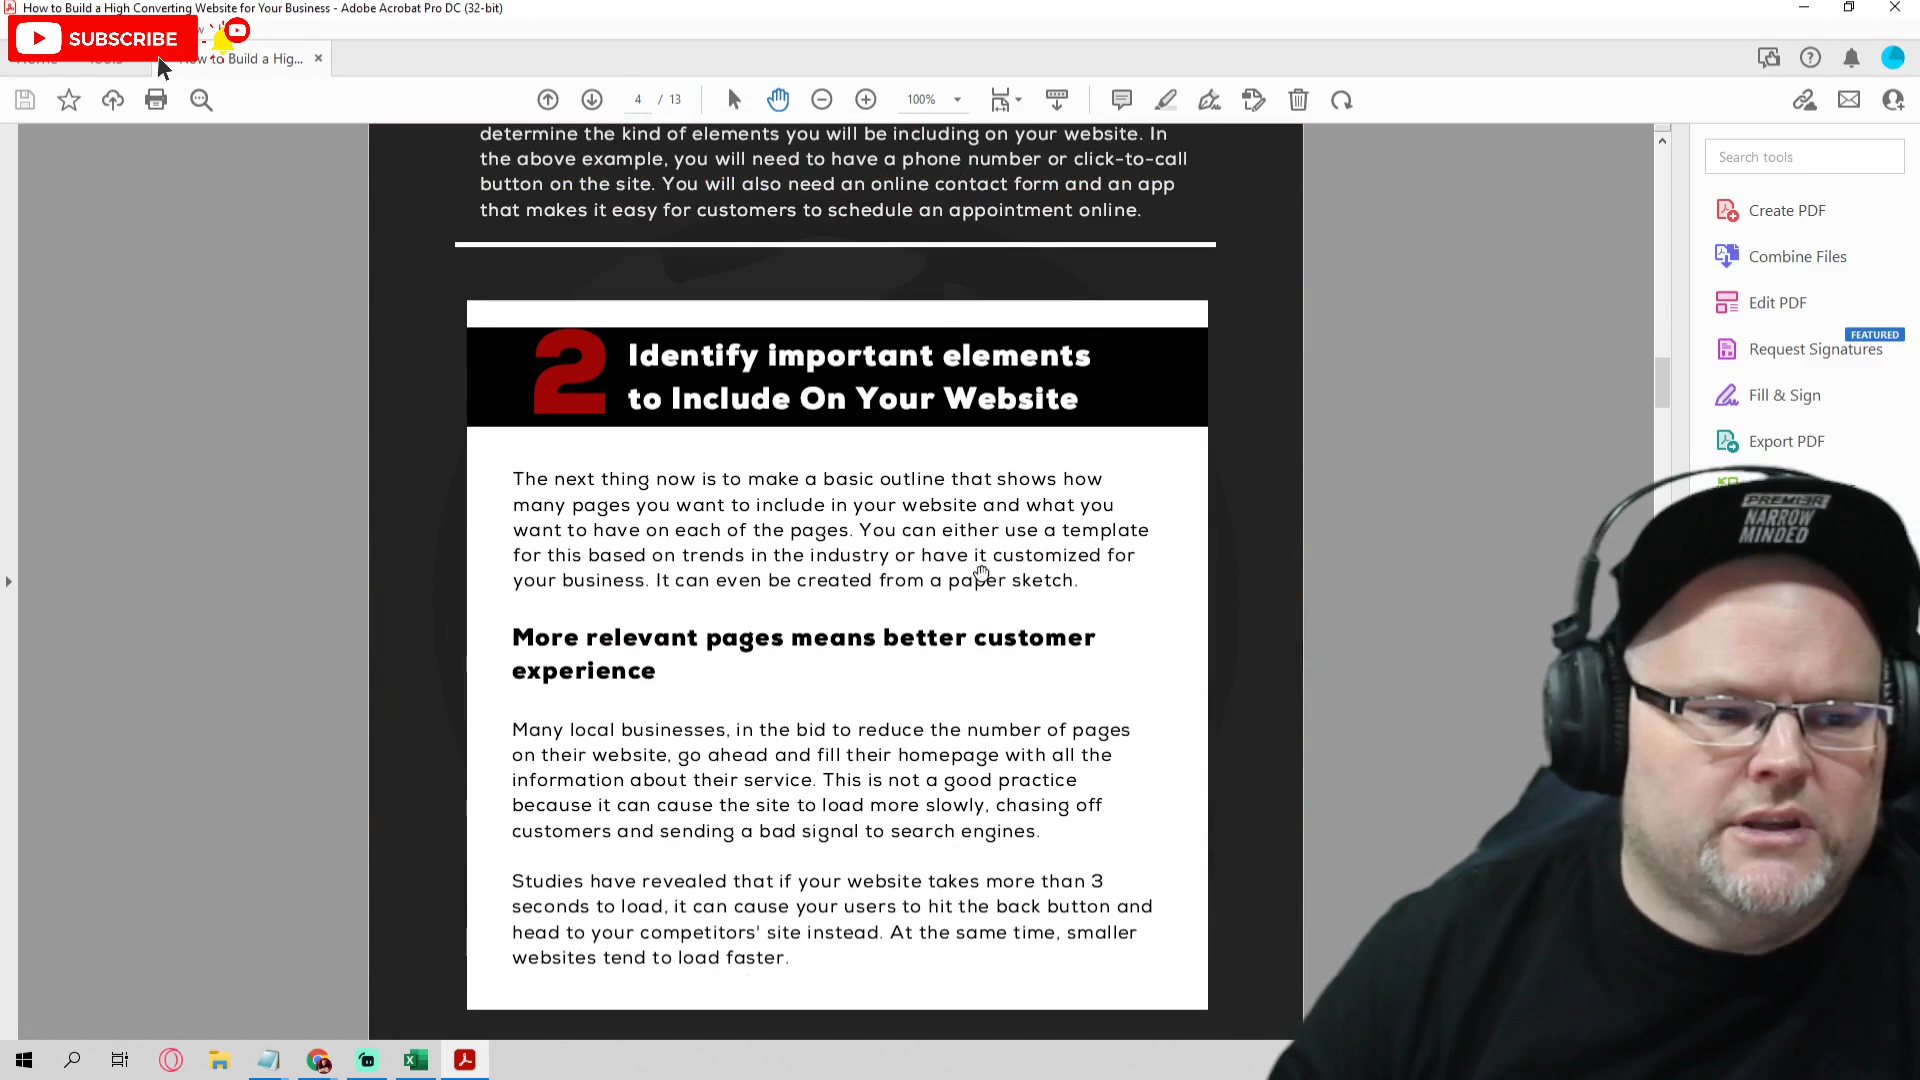 How to Build a High Converting Website for Your Business - Adobe Acrobat Pro DC (32-bit)
SUBSCRIBE
How to Build a Hig...
4 / 13
100%
Search tools
determine the kind of elements you will be including on your website. In
the above example, you will need to have a phone number or click-to-call
button on the site. You will also need an online contact form and an app
that makes it easy for customers to schedule an appointment online.
2
Identify important elements
to Include On Your Website
The next thing now is to make a basic outline that shows how
many pages you want to include in your website and what you
want to have on each of the pages. You can either use a template
for this based on trends in the industry or have it customized for
your business. It can even be created from a paper sketch.
More relevant pages means better customer
experience
Many local businesses, in the bid to reduce the number of pages
on their website, go ahead and fill their homepage with all the
information about their service. This is not a good practice
because it can cause the site to load more slowly, chasing off
customers and sending a bad signal to search engines.
Studies have revealed that if your website takes more than 3
seconds to load, it can cause your users to hit the back button and
head to your competitors' site instead. At the same time, smaller
websites tend to load faster.
Create PDF
Combine Files
Edit PDF
FEATURED
Request Signatures
Fill & Sign
Export PDF
PREMIER
NARROW
MINDED